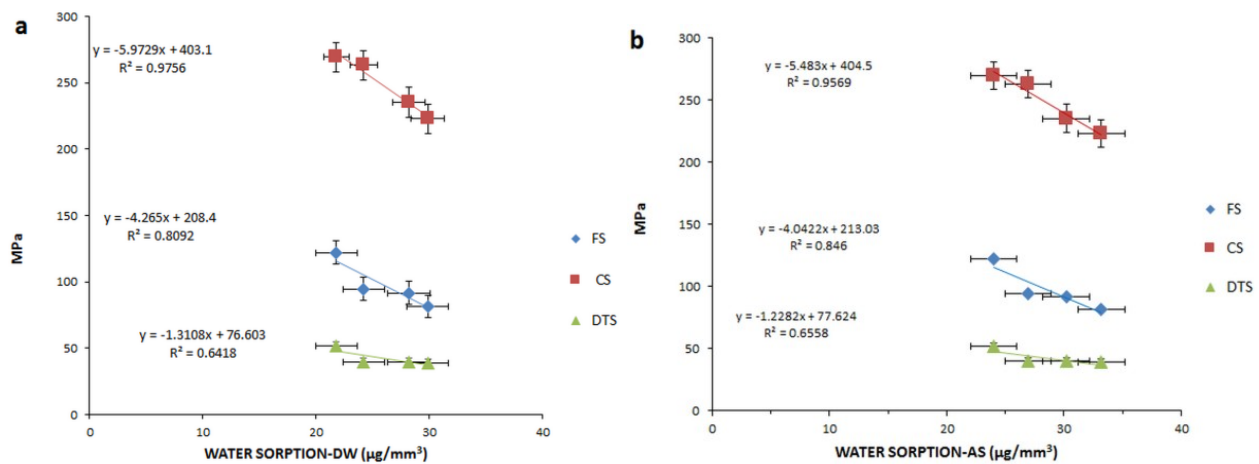 a
300
250
200
150
100
50
0
MPa
y = -5.9729x + 403.1
R² = 0.9756
y = -4.265x + 208.4
R² = 0.8092
y = -1.3108x + 76.603
R² = 0.6418
0 10 20 30 40
WATER SORPTION-DW (µg/mm³)
FS
CS
DTS
b
300
250
200
150
100
50
0
MPa
y = -5.483x + 404.5
R² = 0.9569
y = -4.0422x + 213.03
R² = 0.846
y = -1.2282x + 77.624
R² = 0.6558
0 10 20 30 40
WATER SORPTION-AS (µg/mm³)
FS
CS
DTS